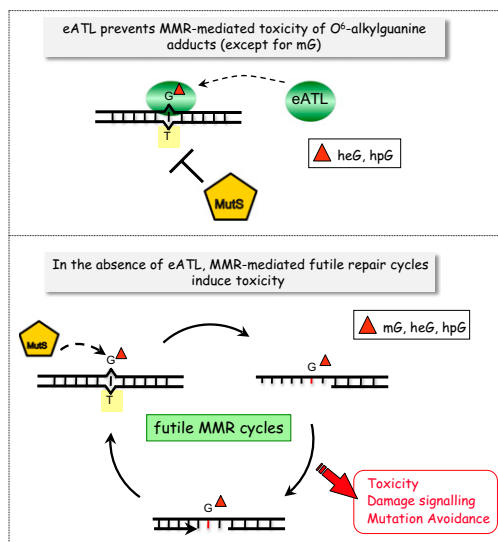 eATL prevents MMR-mediated toxicity of O⁶-alkylguanine
adducts (except for mG)
G
eATL
T
heG, hpG
MutS
In the absence of eATL, MMR-mediated futile repair cycles
induce toxicity
MutS
mG, heG, hpG
G
G
T
futile MMR cycles
Toxicity
Damage signalling
Mutation Avoidance
G